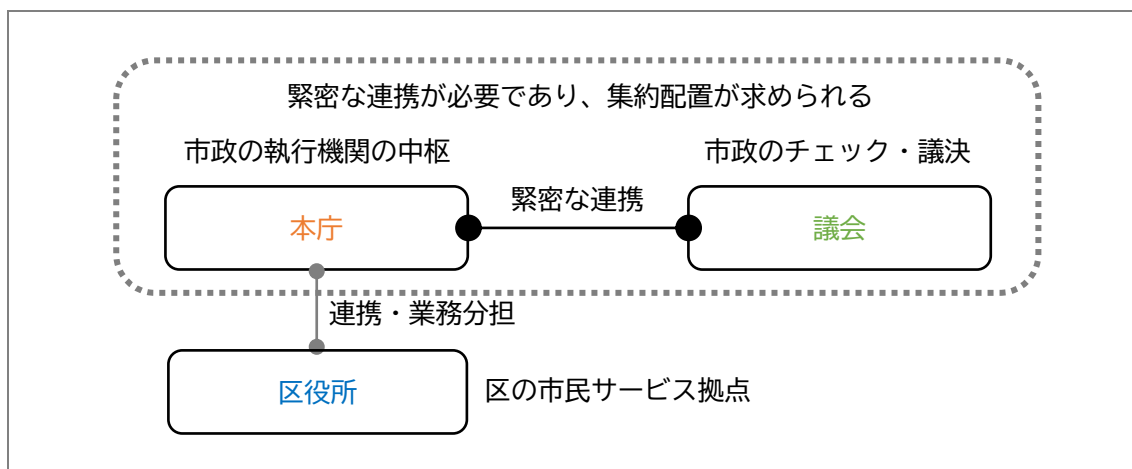 緊密な連携が必要であり、集約配置が求められる
市政の執行機関の中枢
市政のチェック・議決
本庁
緊密な連携
議会
連携・業務分担
区役所
区の市民サービス拠点